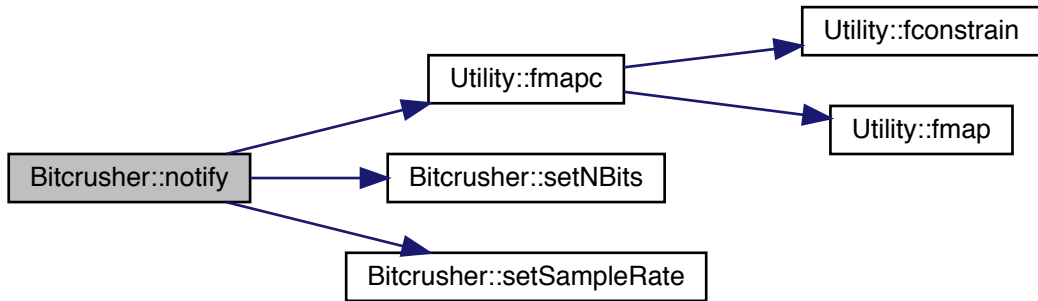 Bitcrusher::notify
Utility::fmapc
Utility::fconstrain
Utility::fmap
Bitcrusher::setNBits
Bitcrusher::setSampleRate